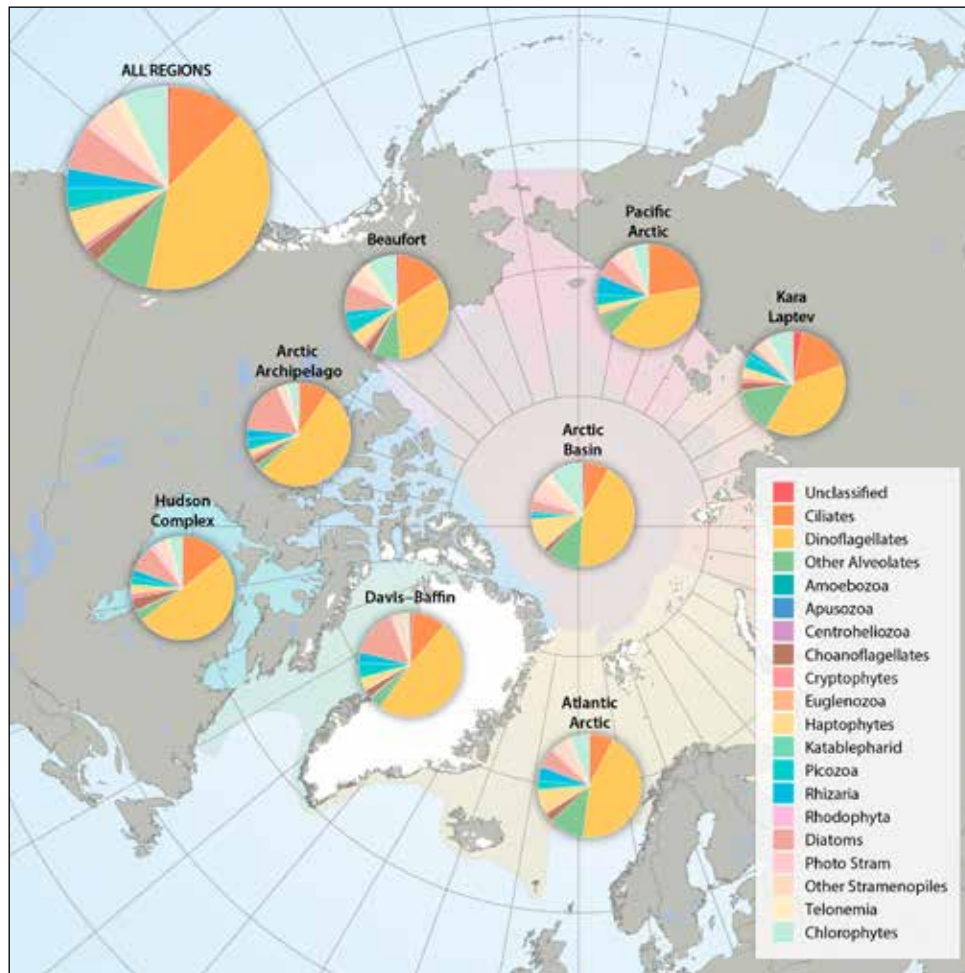 ALL REGIONS
Pacific
Arctic
Beaufort
Kara
Laptev
Arctic
Archipelago
Arctic
Basin
Hudson
Complex
Davis–Baffin
Atlantic
Arctic
Unclassified
Ciliates
Dinoflagellates
Other Alveolates
Amoebozoa
Apusozoa
Centroheliozoa
Choanoflagellates
Cryptophytes
Euglenozoa
Haptophytes
Katablepharid
Picozoa
Rhizaria
Rhodophyta
Diatoms
Photo Stram
Other Stramenopiles
Telonemia
Chlorophytes